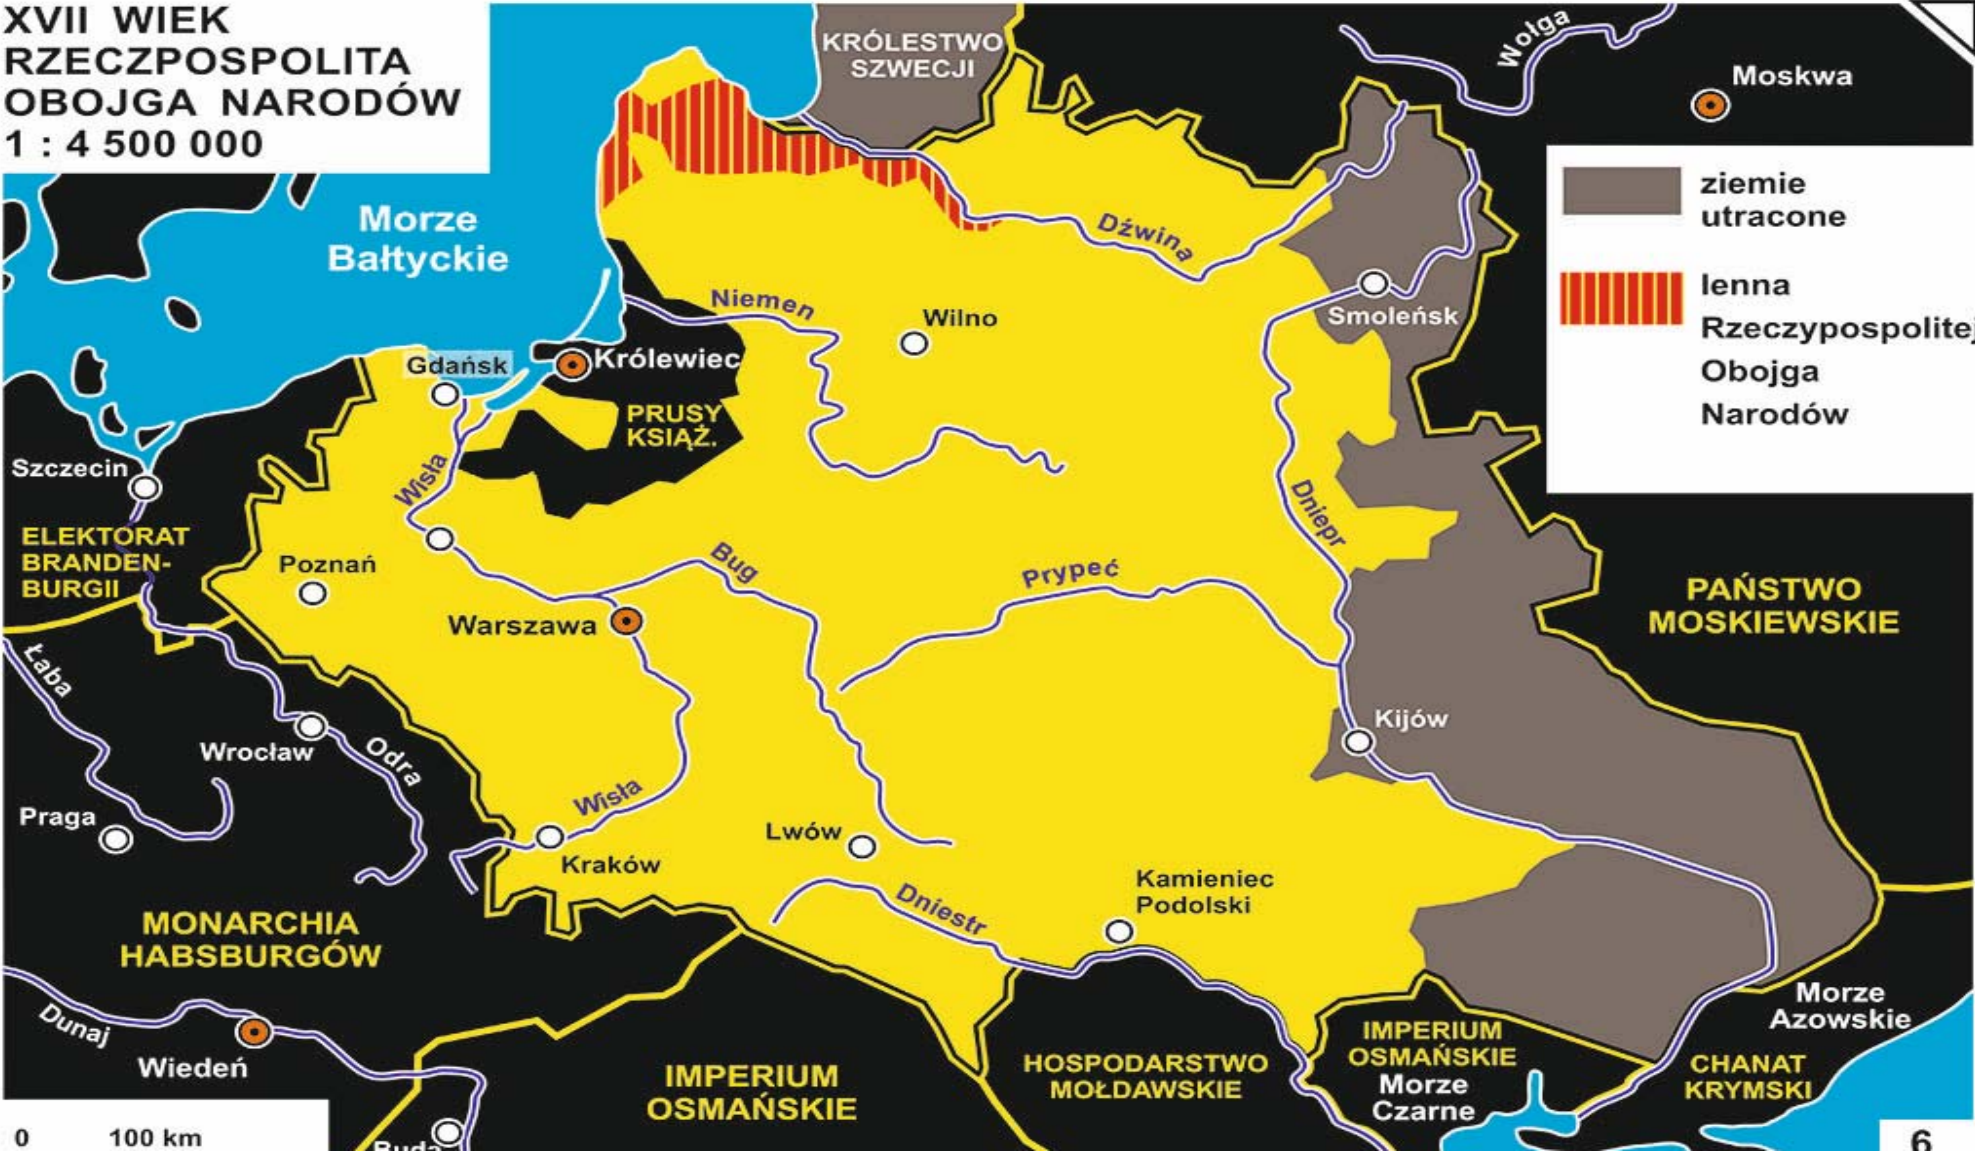 XVII WIEK
RZECZPOSPOLITA
OBOJGA NARODÓW
1 : 4 500 000
KRÓLESTWO
SZWECJI
Wołga
Moskwa
ziemie
utracone
lenna
Rzeczypospolitej
Obojga
Narodów
Morze
Bałtyckie
Dźwina
Niemen
Wilno
Smoleńsk
Gdańsk
Królewiec
PRUSY
KSIĄŻ.
Wisła
Szczecin
Dniepr
ELEKTORAT
BRANDEN-
BURGII
Poznań
Bug
Prypeć
PAŃSTWO
MOSKIEWSKIE
Warszawa
Łaba
Kijów
Wrocław
Odra
Praga
Wisła
Kraków
Lwów
Dniestr
Kamieniec
Podolski
MONARCHIA
HABSBURGÓW
Dunaj
Wiedeń
IMPERIUM
OSMAŃSKIE
HOSPODARSTWO
MOŁDAWSKIE
IMPERIUM
OSMAŃSKIE
Morze
Czarne
Morze
Azowskie
CHANAT
KRYMSKI
0 100 km
Buda
6